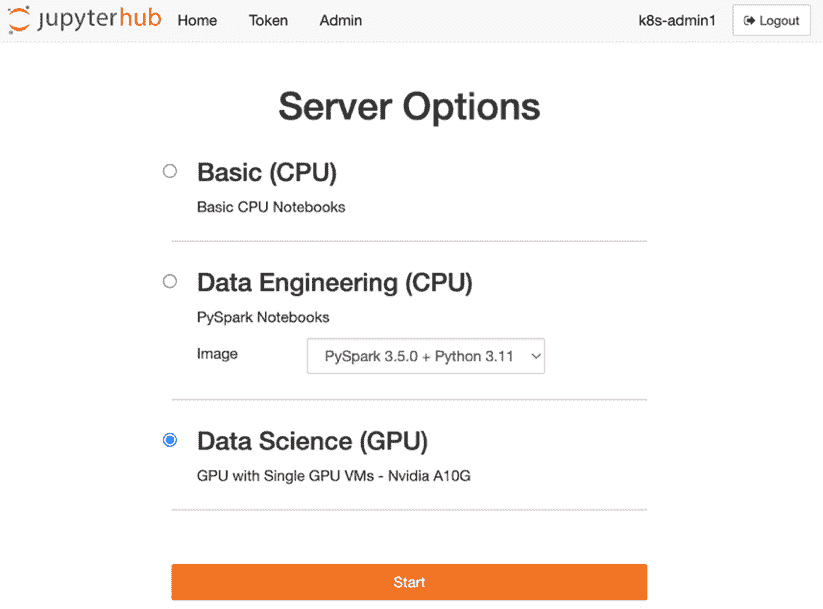 jupyterhub Home Token Admin k8s-admin1 Logout
Server Options
Basic (CPU)
Basic CPU Notebooks
Data Engineering (CPU)
PySpark Notebooks
Image PySpark 3.5.0 + Python 3.11
Data Science (GPU)
GPU with Single GPU VMs - Nvidia A10G
Start